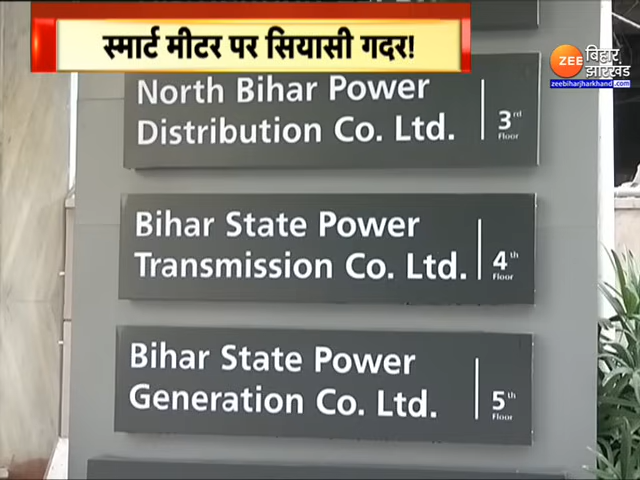 स्मार्ट मीटर पर सियासी गदर!
ZEE
बिहार
झारखंड
zeebiharjharkhand.com
North Bihar Power
Distribution Co. Ltd.
3rd
Floor
Bihar State Power
Transmission Co. Ltd.
4th
Floor
Bihar State Power
Generation Co. Ltd.
5th
Floor